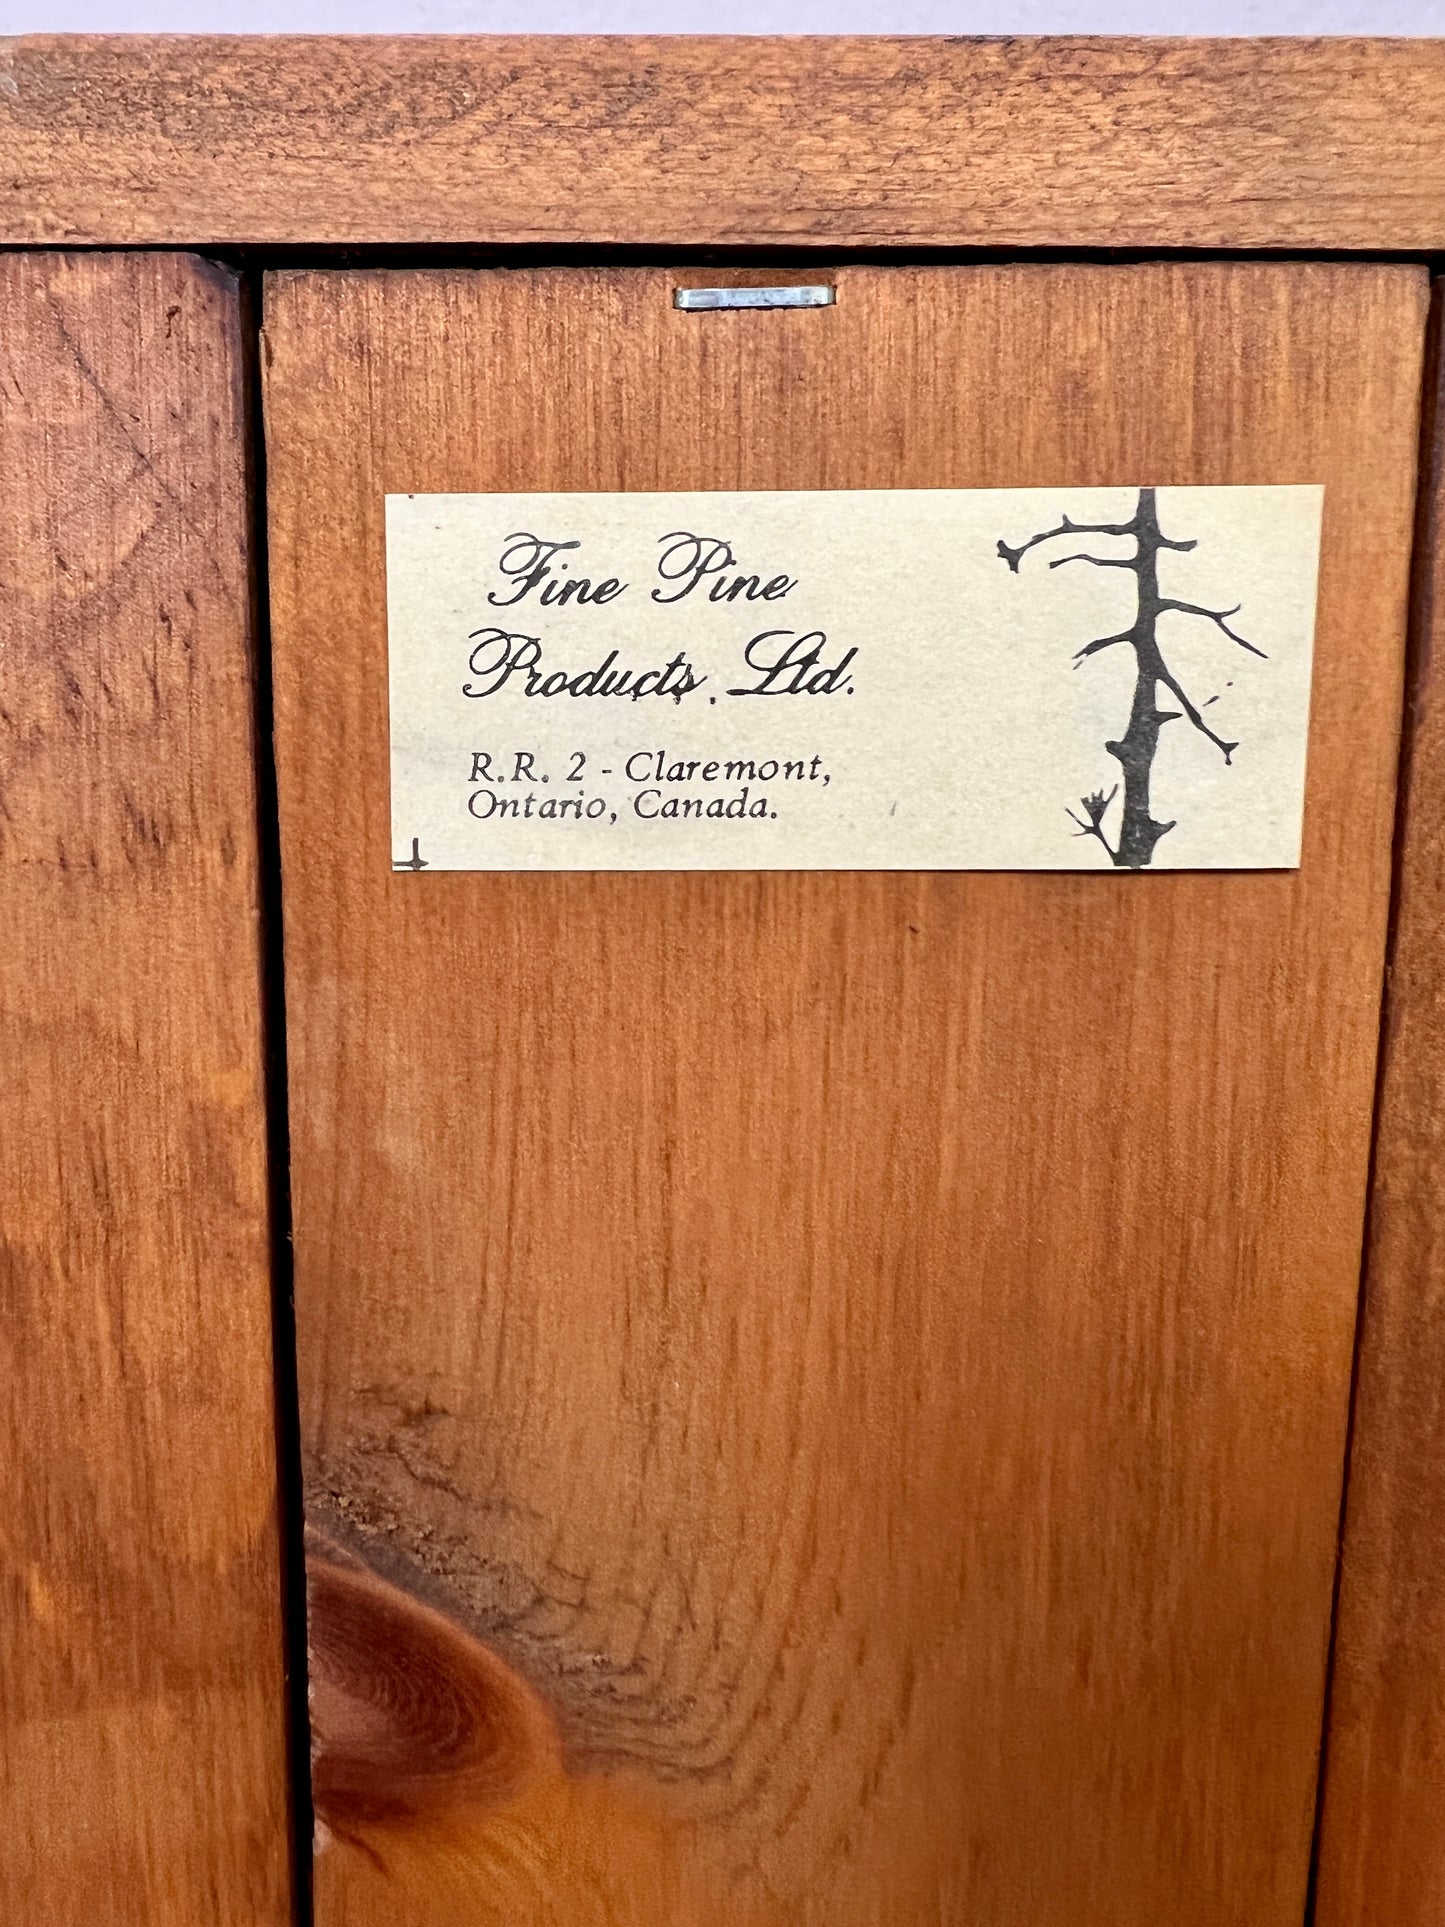 Fine Pine
Products Ltd.
R.R. 2 - Claremont,
Ontario, Canada.